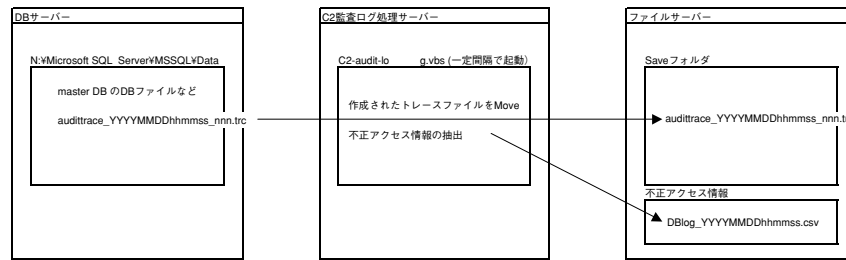 DBサーバー
N:¥Microsoft SQL Server¥MSSQL¥Data
master DB のDBファイルなど
audittrace_YYYYMMDDhhmmss_nnn.trc
C2監査ログ処理サーバー
C2-audit-lo g.vbs (一定間隔で起動)
作成されたトレースファイルをMove
不正アクセス情報の抽出
ファイルサーバー
Saveフォルダ
audittrace_YYYYMMDDhhmmss_nnn.tr
不正アクセス情報
DBlog_YYYYMMDDhhmmss.csv